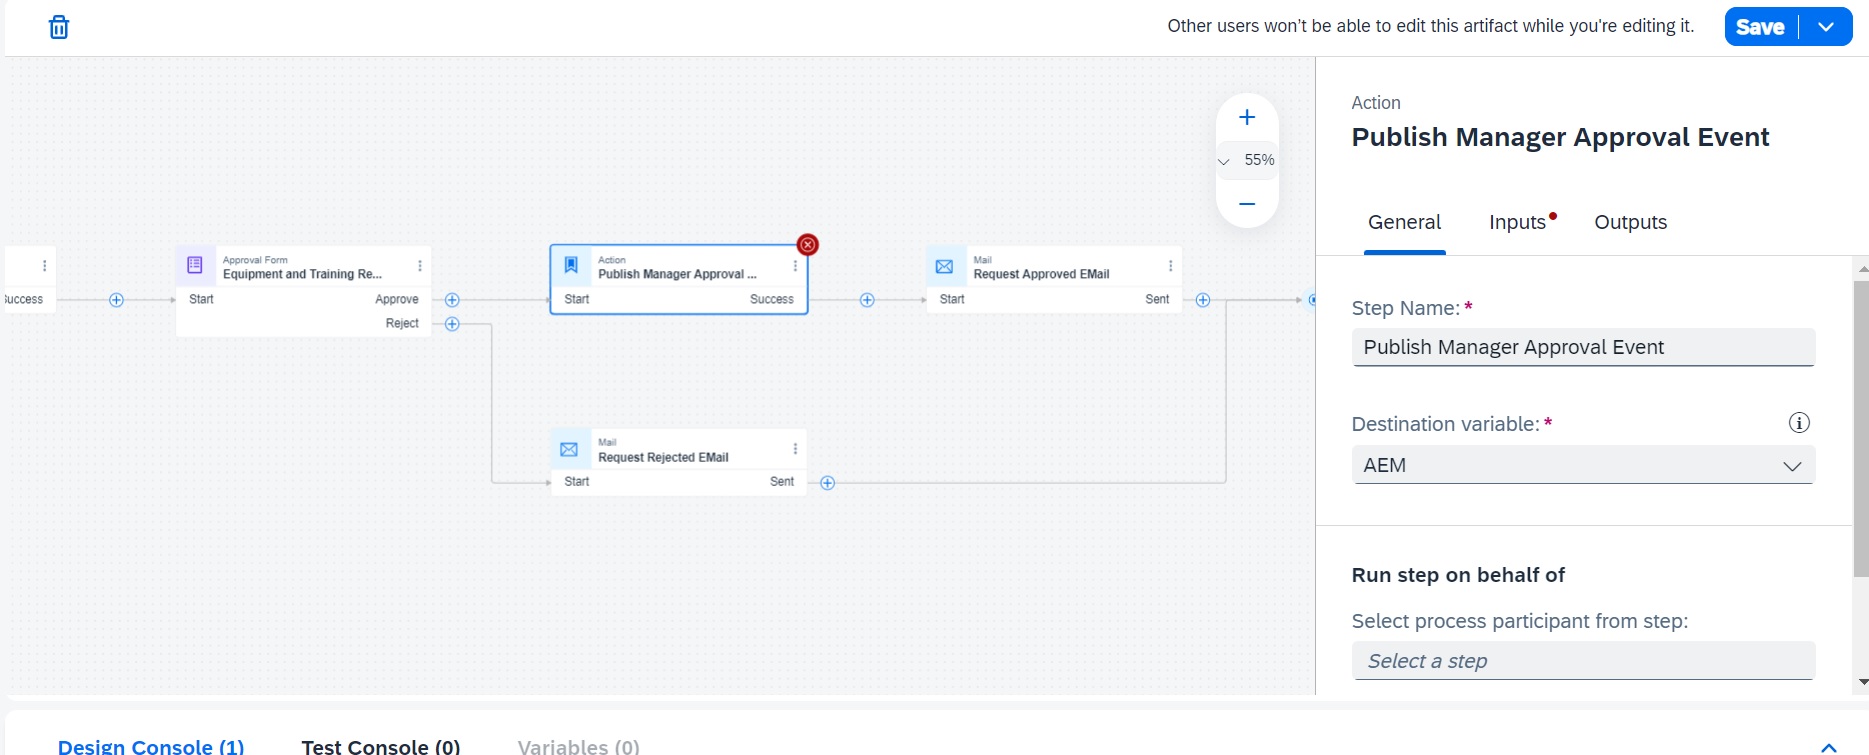 Other users won't be able to edit this artifact while you're editing it.
Save
55%
Success
Approval Form
Equipment and Training Re...
Start
Approve
Reject
Action
Publish Manager Approval ...
Start
Success
Mail
Request Approved EMail
Start
Sent
Mail
Request Rejected EMail
Start
Sent
Action
Publish Manager Approval Event
General
Inputs
Outputs
Step Name:*
Publish Manager Approval Event
Destination variable:*
AEM
Run step on behalf of
Select process participant from step:
Select a step
Design Console (1)
Test Console (0)
Variables (0)